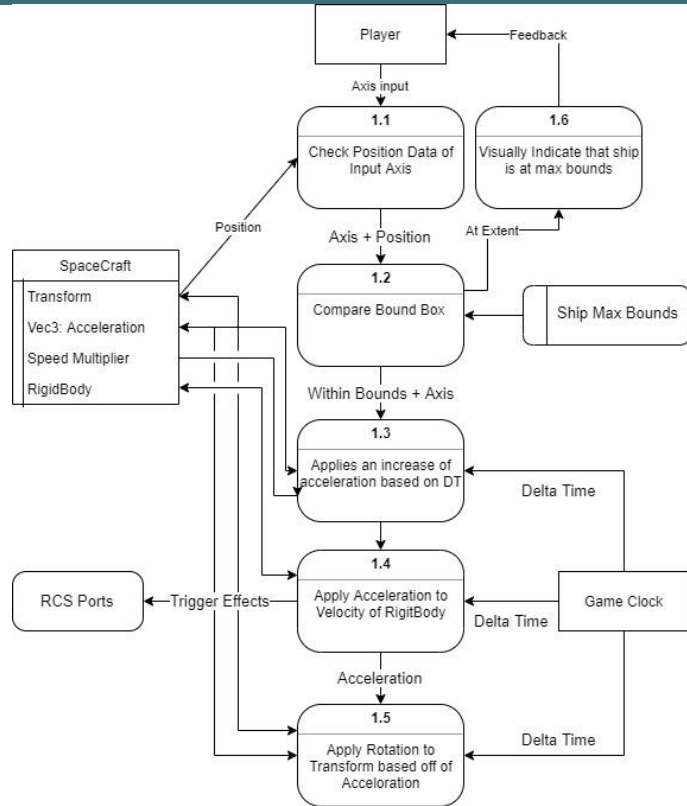 Player
Feedback
Axis input
1.1
Check Position Data of
Input Axis
1.6
Visually Indicate that ship
is at max bounds
Position
Axis + Position
At Extent
SpaceCraft
Transform
Vec3: Acceleration
Speed Multiplier
RigidBody
1.2
Compare Bound Box
Ship Max Bounds
Within Bounds + Axis
1.3
Applies an increase of
acceleration based on DT
Delta Time
1.4
Apply Acceleration to
Velocity of RigitBody
RCS Ports
Trigger Effects
Delta Time
Game Clock
Acceleration
1.5
Apply Rotation to
Transform based off of
Acceloration
Delta Time